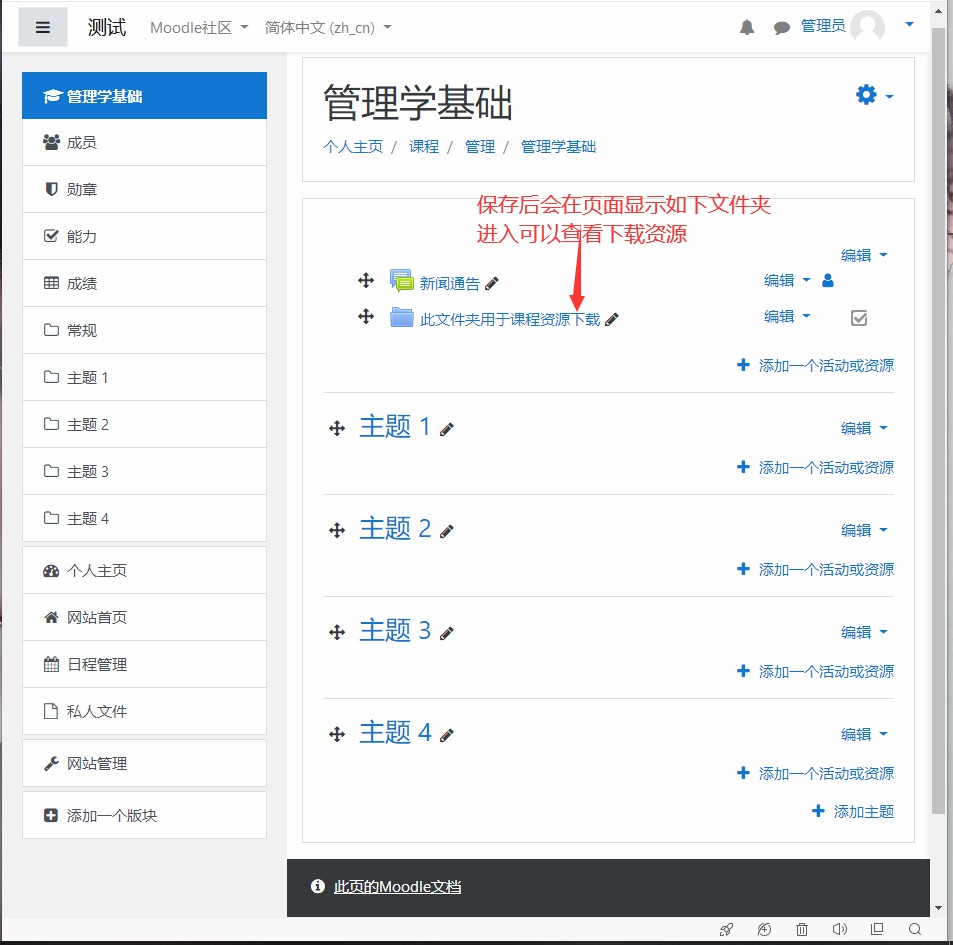 测试 Moodle社区 简体中文 (zh_cn) 管理员
管理学基础
成员
勋章
能力
成绩
常规
主题 1
主题 2
主题 3
主题 4
个人主页
网站首页
日程管理
私人文件
网站管理
添加一个版块
管理学基础
个人主页 / 课程 / 管理 / 管理学基础
保存后会在页面显示如下文件夹
进入可以查看下载资源
编辑
新闻通告 编辑
此文件夹用于课程资源下载 编辑
添加一个活动或资源
主题 1 编辑
添加一个活动或资源
主题 2 编辑
添加一个活动或资源
主题 3 编辑
添加一个活动或资源
主题 4 编辑
添加一个活动或资源
添加主题
此页的Moodle文档